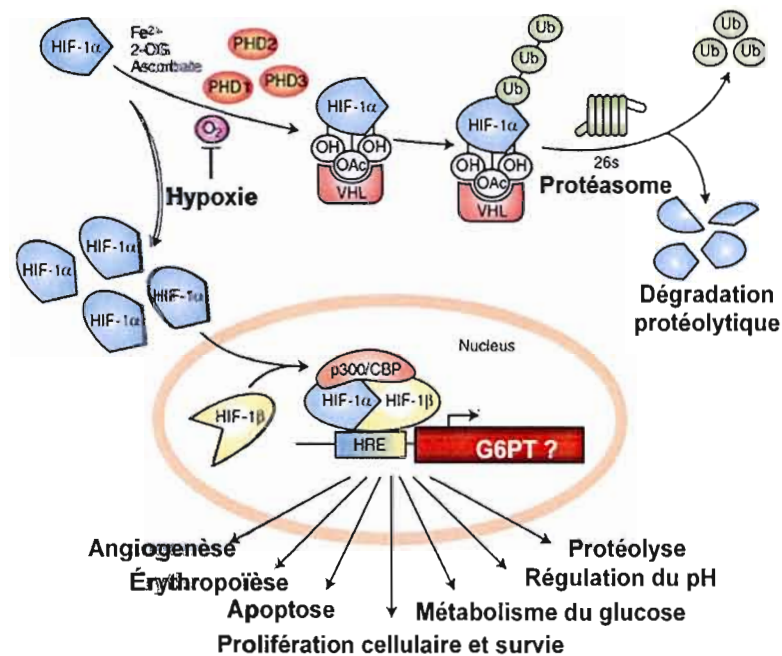 HIF-1α
Fe²⁺
2-OG
Ascorbate
PHD2
PHD1
PHD3
O₂
Hypoxie
HIF-1α
OH
OH
OAc
VHL
Ub
Ub
Ub
HIF-1α
OH
OH
OAc
VHL
26s
Protéasome
Ub
Ub
Ub
Dégradation
protéolytique
HIF-1α
HIF-1α
HIF-1α
HIF-1α
Nucleus
p300/CBP
HIF-1α
HIF-1β
HIF-1β
HRE
G6PT ?
Angiogenèse
Érythropoïèse
Apoptose
Prolifération cellulaire et survie
Métabolisme du glucose
Régulation du pH
Protéolyse